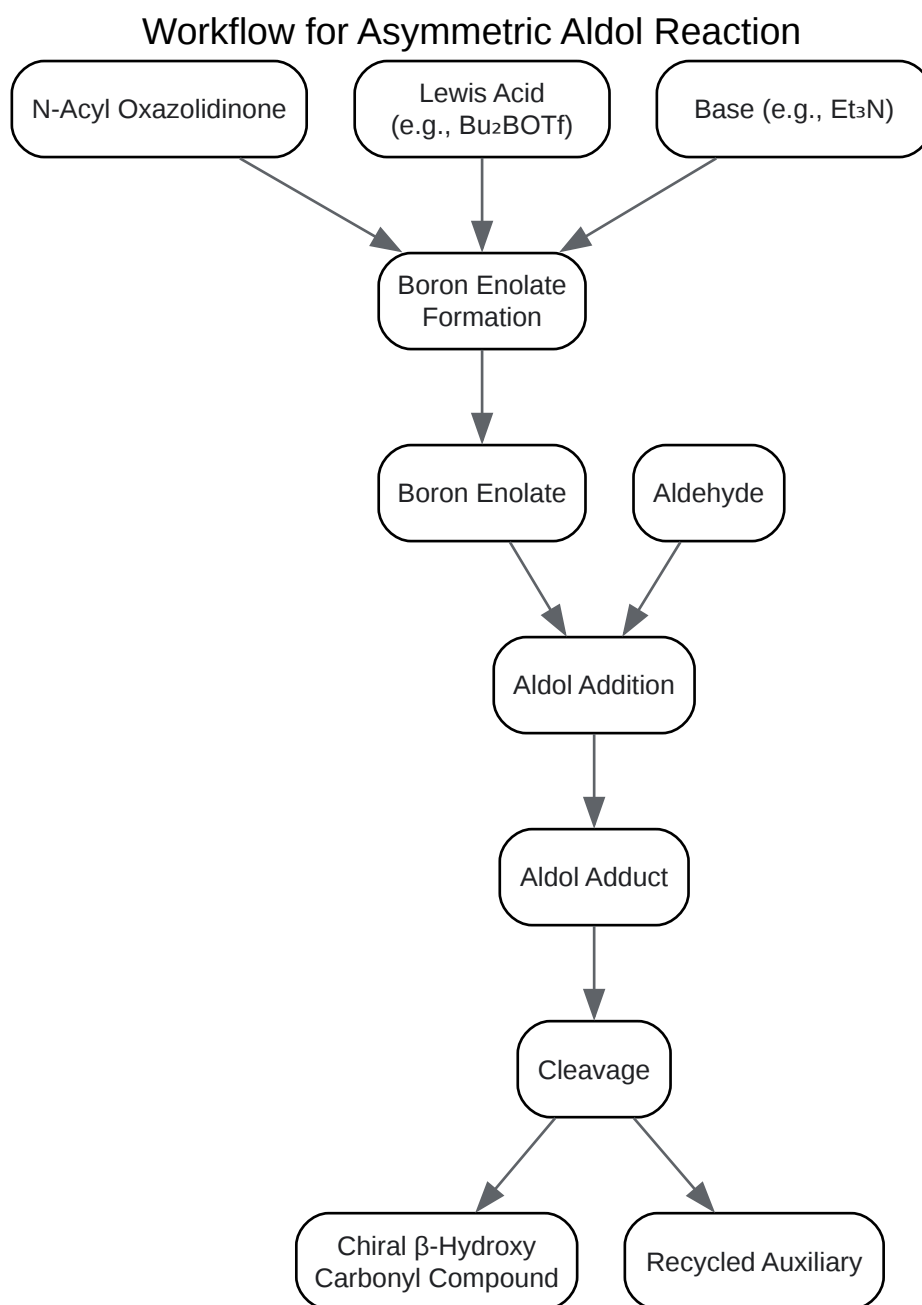 Workflow for Asymmetric Aldol Reaction
N-Acyl Oxazolidinone
Lewis Acid
(e.g., Bu₂BOTf)
Base (e.g., Et₃N)
Boron Enolate
Formation
Boron Enolate
Aldehyde
Aldol Addition
Aldol Adduct
Cleavage
Chiral β-Hydroxy
Carbonyl Compound
Recycled Auxiliary